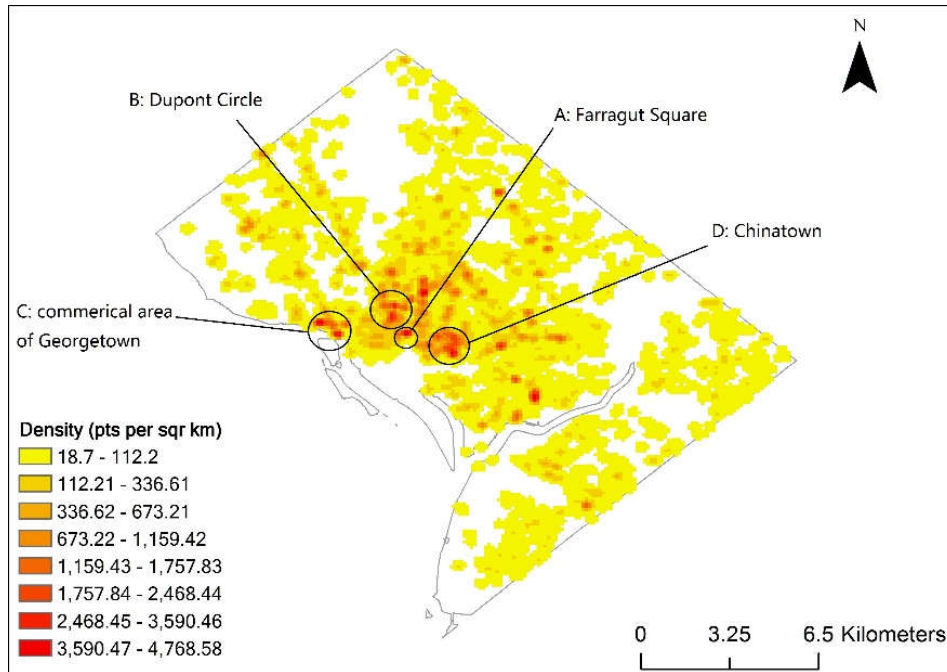 N
B: Dupont Circle
A: Farragut Square
D: Chinatown
C: commerical area
of Georgetown
Density (pts per sqr km)
18.7 - 112.2
112.21 - 336.61
336.62 - 673.21
673.22 - 1,159.42
1,159.43 - 1,757.83
1,757.84 - 2,468.44
2,468.45 - 3,590.46
3,590.47 - 4,768.58
0 3.25 6.5 Kilometers